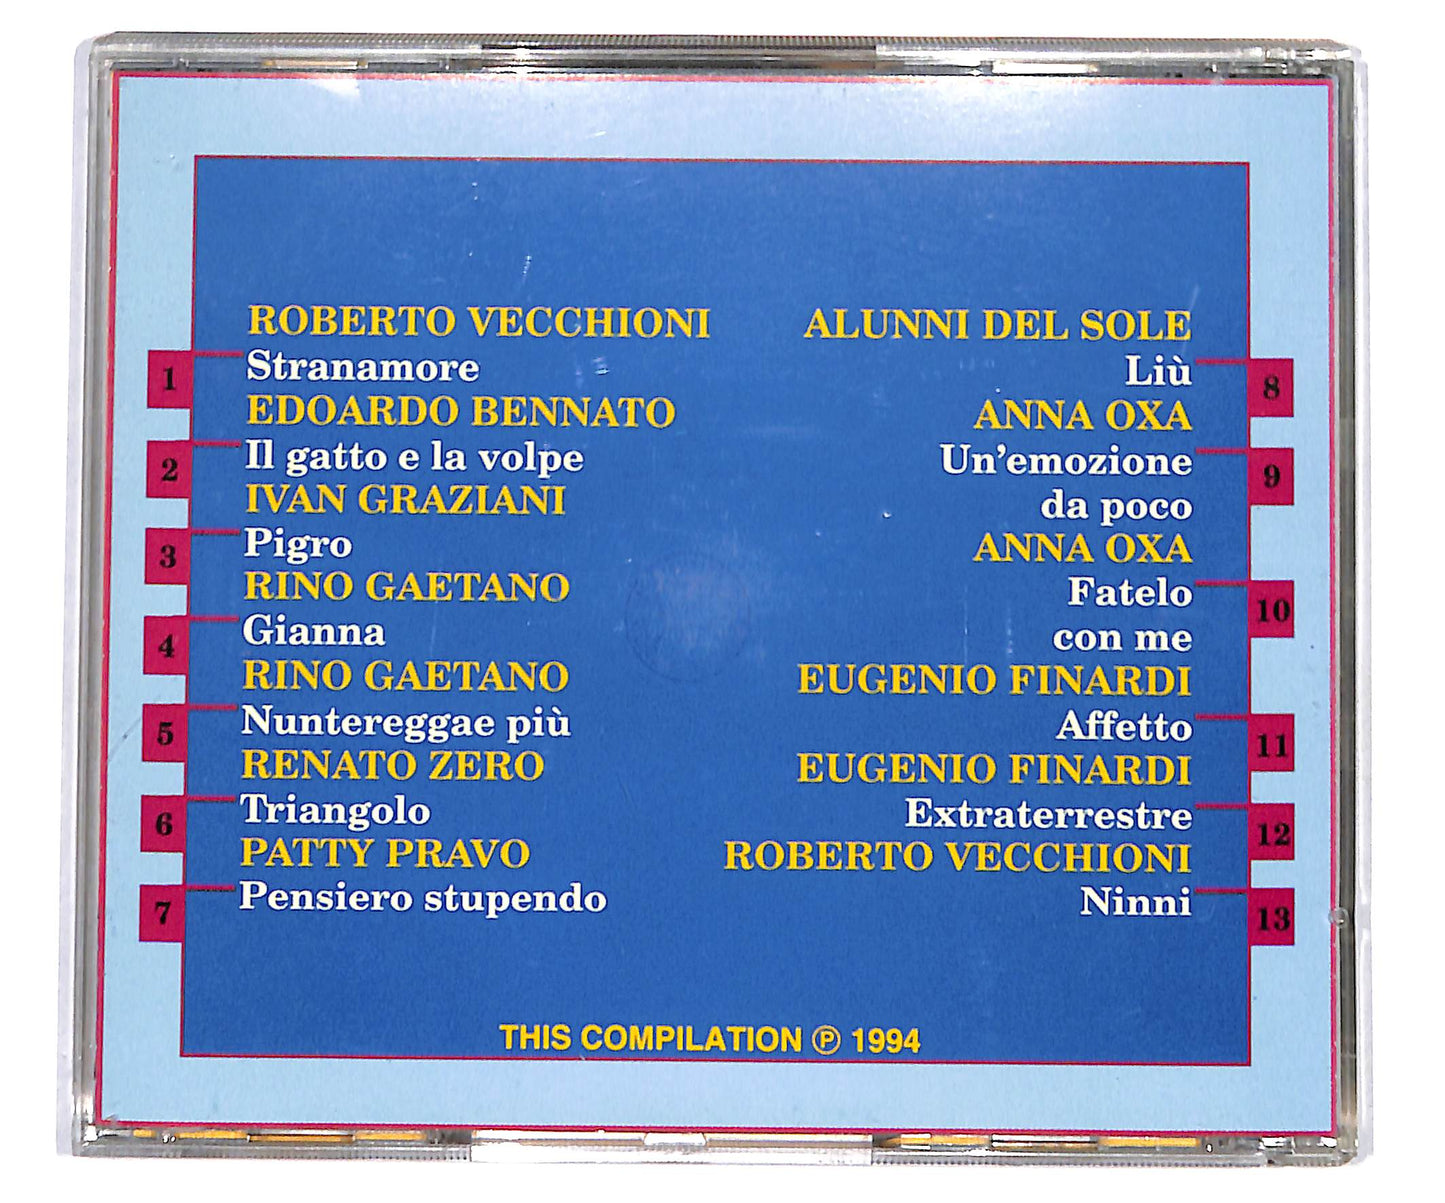 ROBERTO VECCHIONI
1 Stranamore
EDOARDO BENNATO
2 Il gatto e la volpe
IVAN GRAZIANI
3 Pigro
RINO GAETANO
4 Gianna
RINO GAETANO
5 Nuntereggae più
RENATO ZERO
6 Triangolo
PATTY PRAVO
7 Pensiero stupendo
ALUNNI DEL SOLE
Liù 8
ANNA OXA
Un'emozione 9
da poco
ANNA OXA
Fatelo 10
con me
EUGENIO FINARDI
Affetto 11
EUGENIO FINARDI
Extraterrestre 12
ROBERTO VECCHIONI
Ninni 13
THIS COMPILATION ℗ 1994